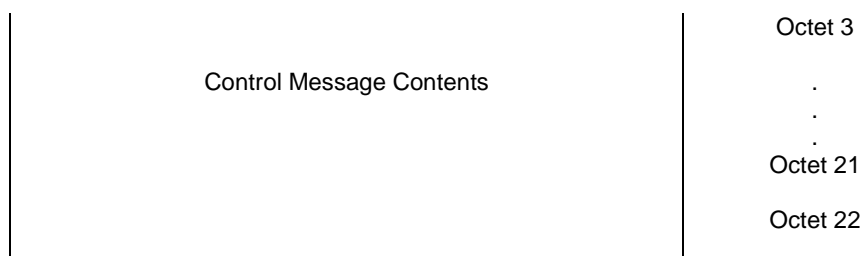 Octet 3
Control Message Contents .
.
.
Octet 21
Octet 22